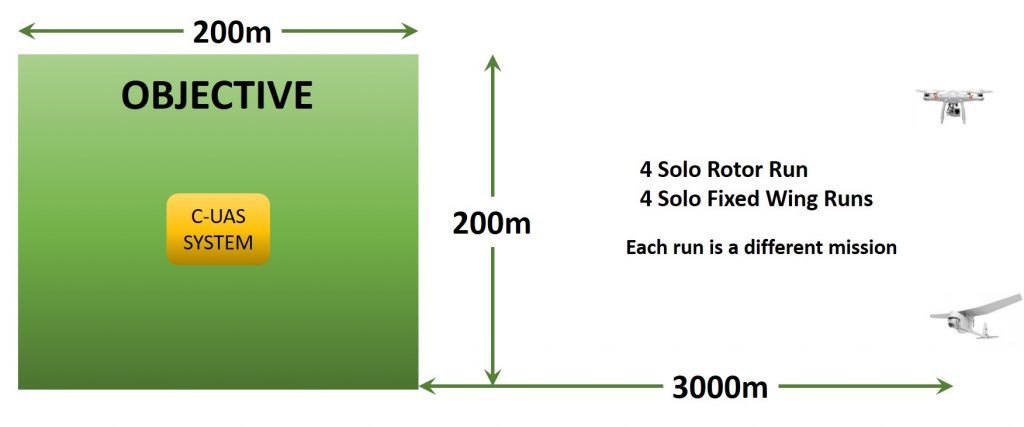 200m
OBJECTIVE
C-UAS
SYSTEM
200m
4 Solo Rotor Run
4 Solo Fixed Wing Runs
Each run is a different mission
3000m